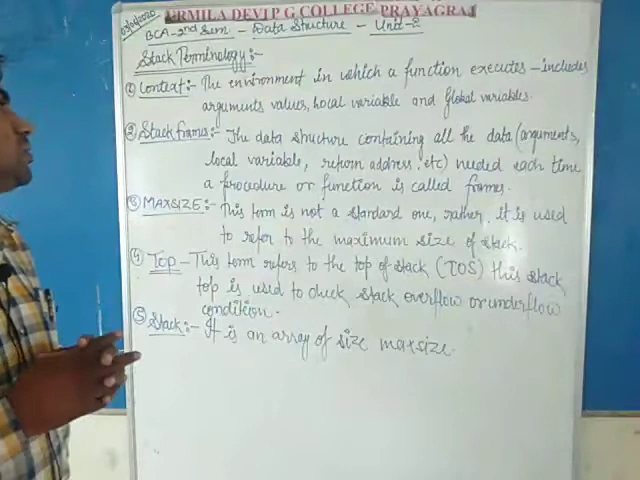 URMILA DEVI P G COLLEGE PRAYAGRAJ
03/04/2020
BCA-2nd Sem - Data Structure - Unit-2
Stack Terminology:-
① Context:- The environment in which a function executes - includes
arguments values, local variable and global variables.
② Stack frames:- The data structure containing all the data (arguments,
local variable, return address, etc) needed each time
a procedure or function is called frames.
③ MAXSIZE:- This term is not a standard one, rather, it is used
to refer to the maximum size of stack.
④ Top - This term refers to the top of stack (TOS) this stack
top is used to check stack overflow or underflow
condition.
⑤ Stack:- It is an array of size maxsize.